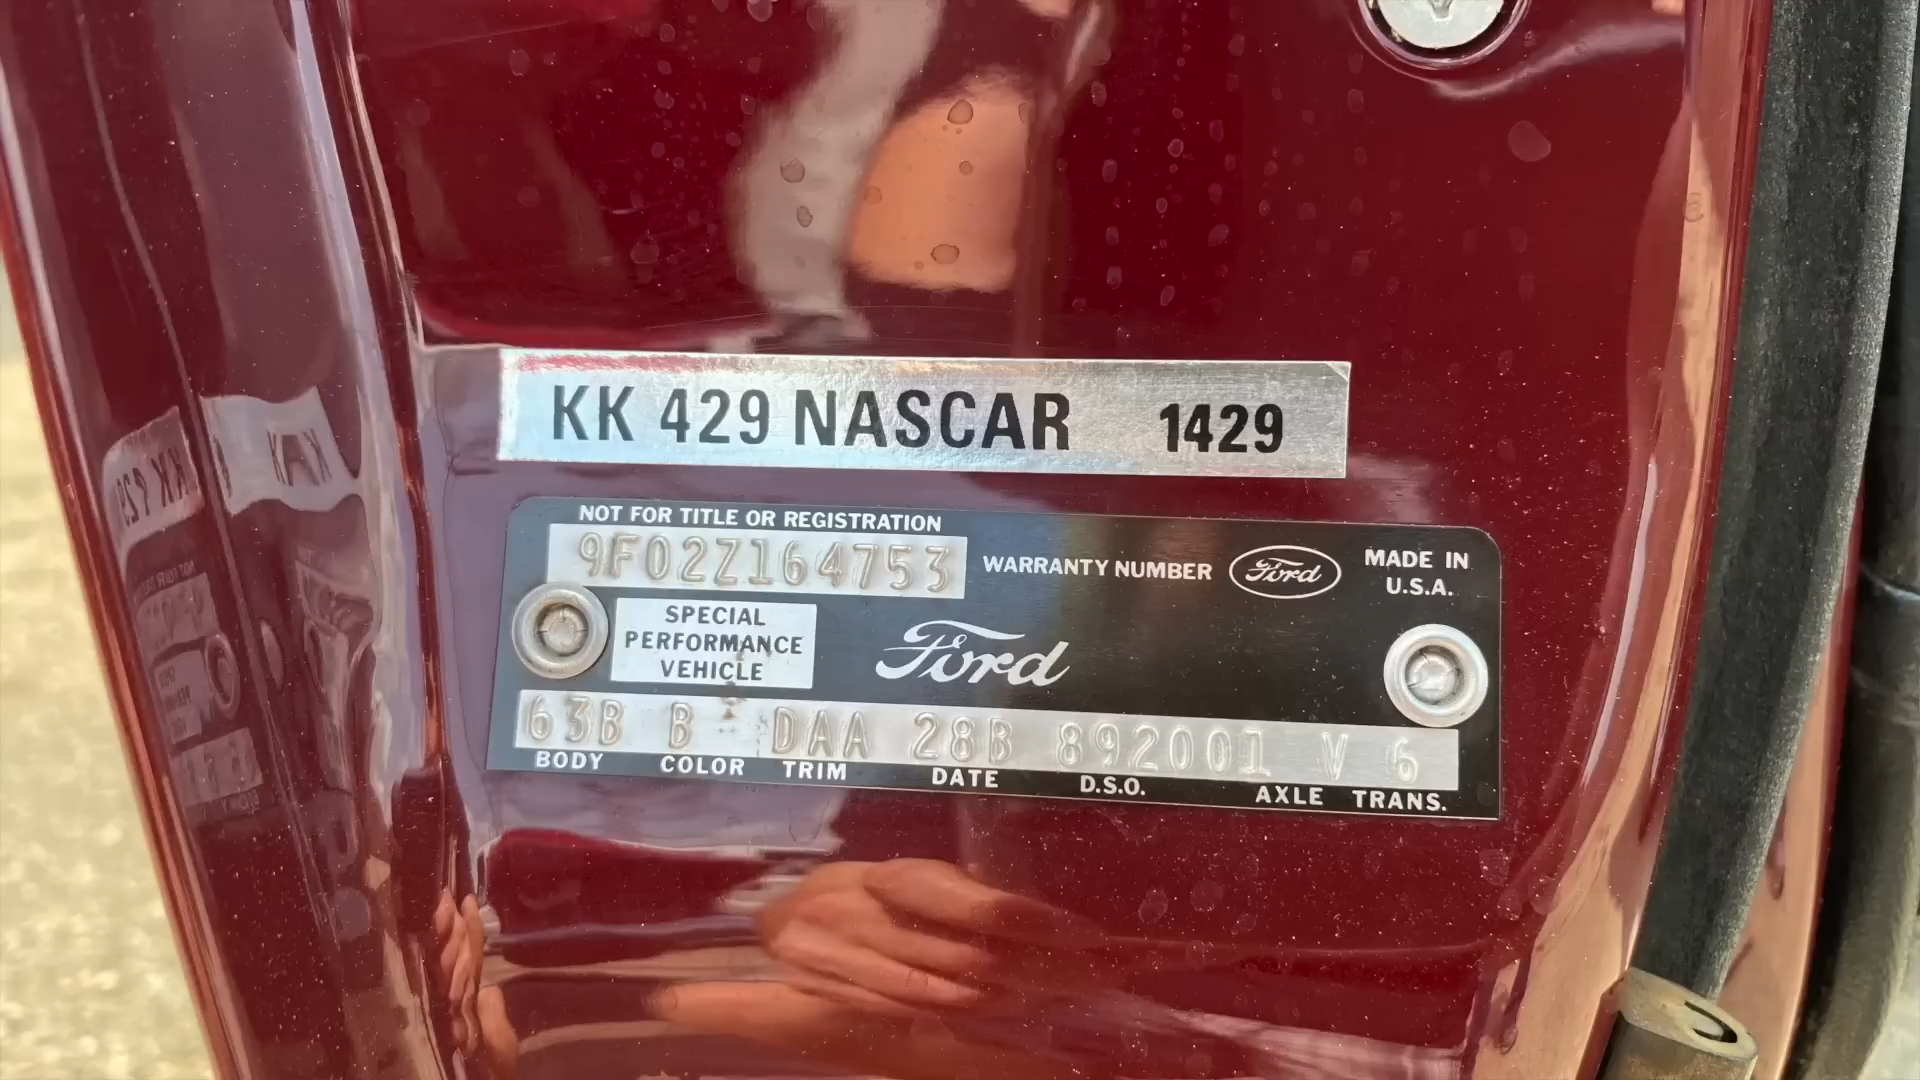 KK 429 NASCAR 1429
NOT FOR TITLE OR REGISTRATION
9F02Z164753
WARRANTY NUMBER
Ford
MADE IN
U.S.A.
SPECIAL
PERFORMANCE
VEHICLE
Ford
63B B DAA 28B 892001 V 6
BODY COLOR TRIM DATE D.S.O. AXLE TRANS.